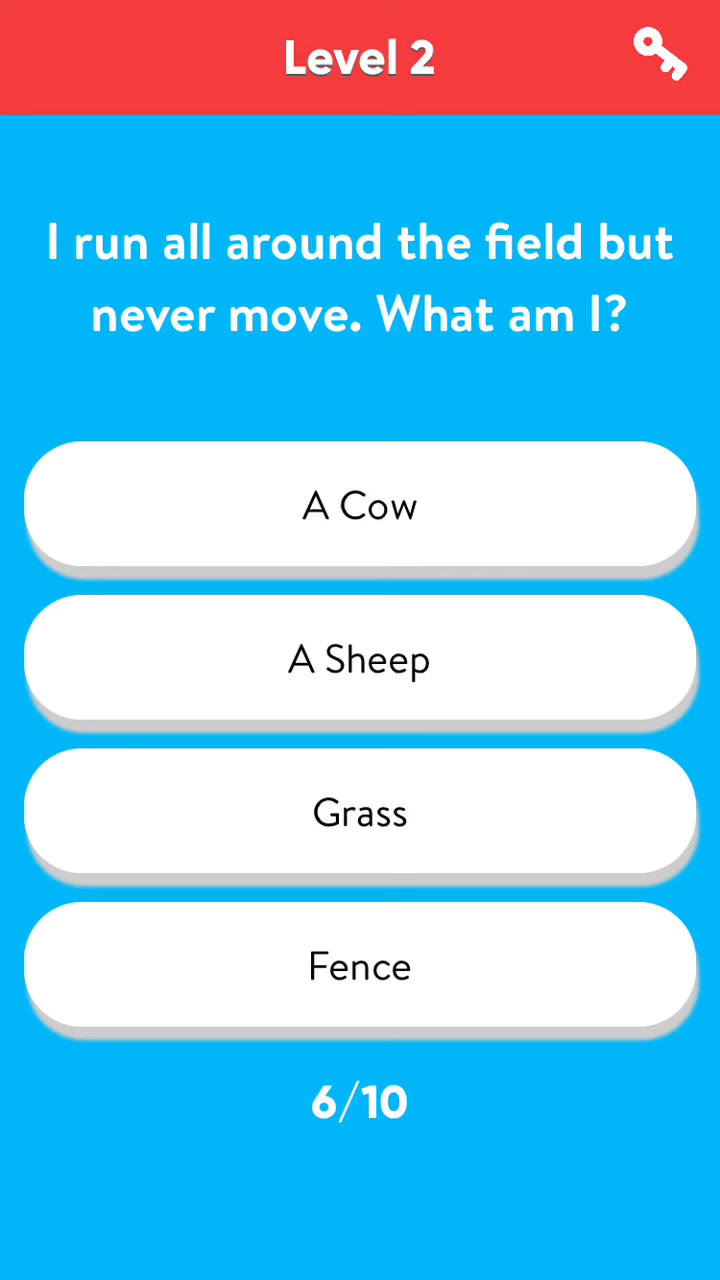 Level 2
I run all around the field but
never move. What am I?
A Cow
A Sheep
Grass
Fence
6/10